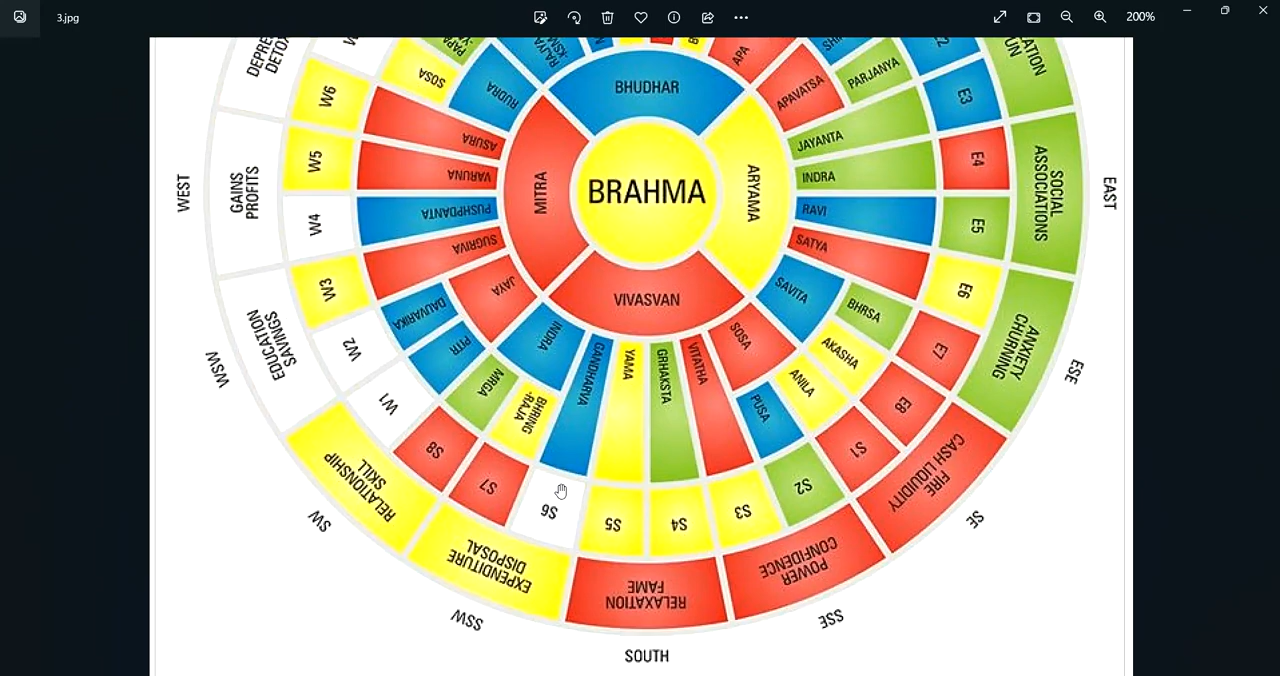 3.jpg
200%
SOSA
RUDRA
BHUDHAR
APA
APAVATSA
PARJANYA
E3
W6
ASURA
JAYANTA
E4
W5
VARUNA
MITRA
BRAHMA
ARYAMA
INDRA
WEST
GAINS
PROFITS
SOCIAL
ASSOCIATIONS
EAST
W4
PUSHPDANTA
RAVI
E5
SUGRIVA
SATYA
W3
DAUVARIKA
JAYA
VIVASVAN
SAVITA
BHRSA
E6
WSW
EDUCATION
SAVINGS
W2
PITR
INDRA
SOSA
AKASHA
E7
ANXIETY
CHURNING
ESE
W1
MRGA
BHRING
-RAJA
GANDHARVA
YAMA
GRHAKSTA
VITATHA
PUSA
ANILA
E8
S8
S7
S6
S5
S4
S3
S2
S1
SW
RELATIONSHIP
SKILL
FIRE
CASH LIQUIDITY
SE
EXPENDITURE
DISPOSAL
RELAXATION
FAME
POWER
CONFIDENCE
SSW
SSE
SOUTH